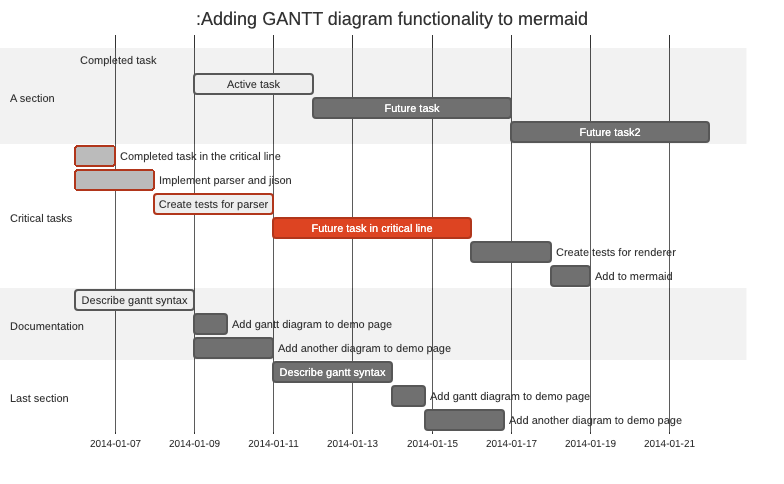 :Adding GANTT diagram functionality to mermaid
Completed task
Active task
A section
Future task
Future task2
Completed task in the critical line
Implement parser and jison
Create tests for parser
Critical tasks
Future task in critical line
Create tests for renderer
Add to mermaid
Describe gantt syntax
Add gantt diagram to demo page
Documentation
Add another diagram to demo page
Describe gantt syntax
Add gantt diagram to demo page
Last section
Add another diagram to demo page
2014-01-07 2014-01-09 2014-01-11 2014-01-13 2014-01-15 2014-01-17 2014-01-19 2014-01-21